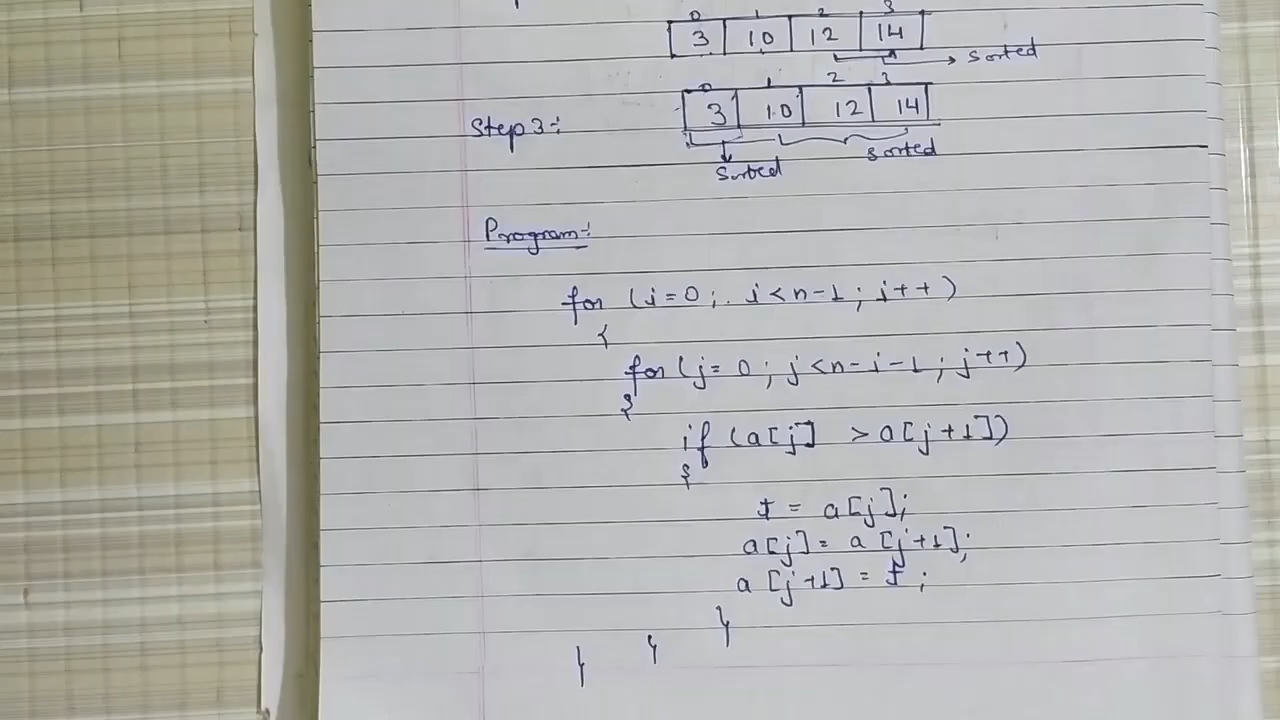 0 1 2 3
3 10 12 14
sorted
0 1 2 3
Step 3:- 3 10 12 14
sorted
sorted
Program:-
for (i=0; i<n-1; i++)
{
for (j=0; j<n-i-1; j++)
{
if (a[j] >a[j+1])
{
t = a[j];
a[j] = a[j+1];
a[j+1] = t;
}
}
}